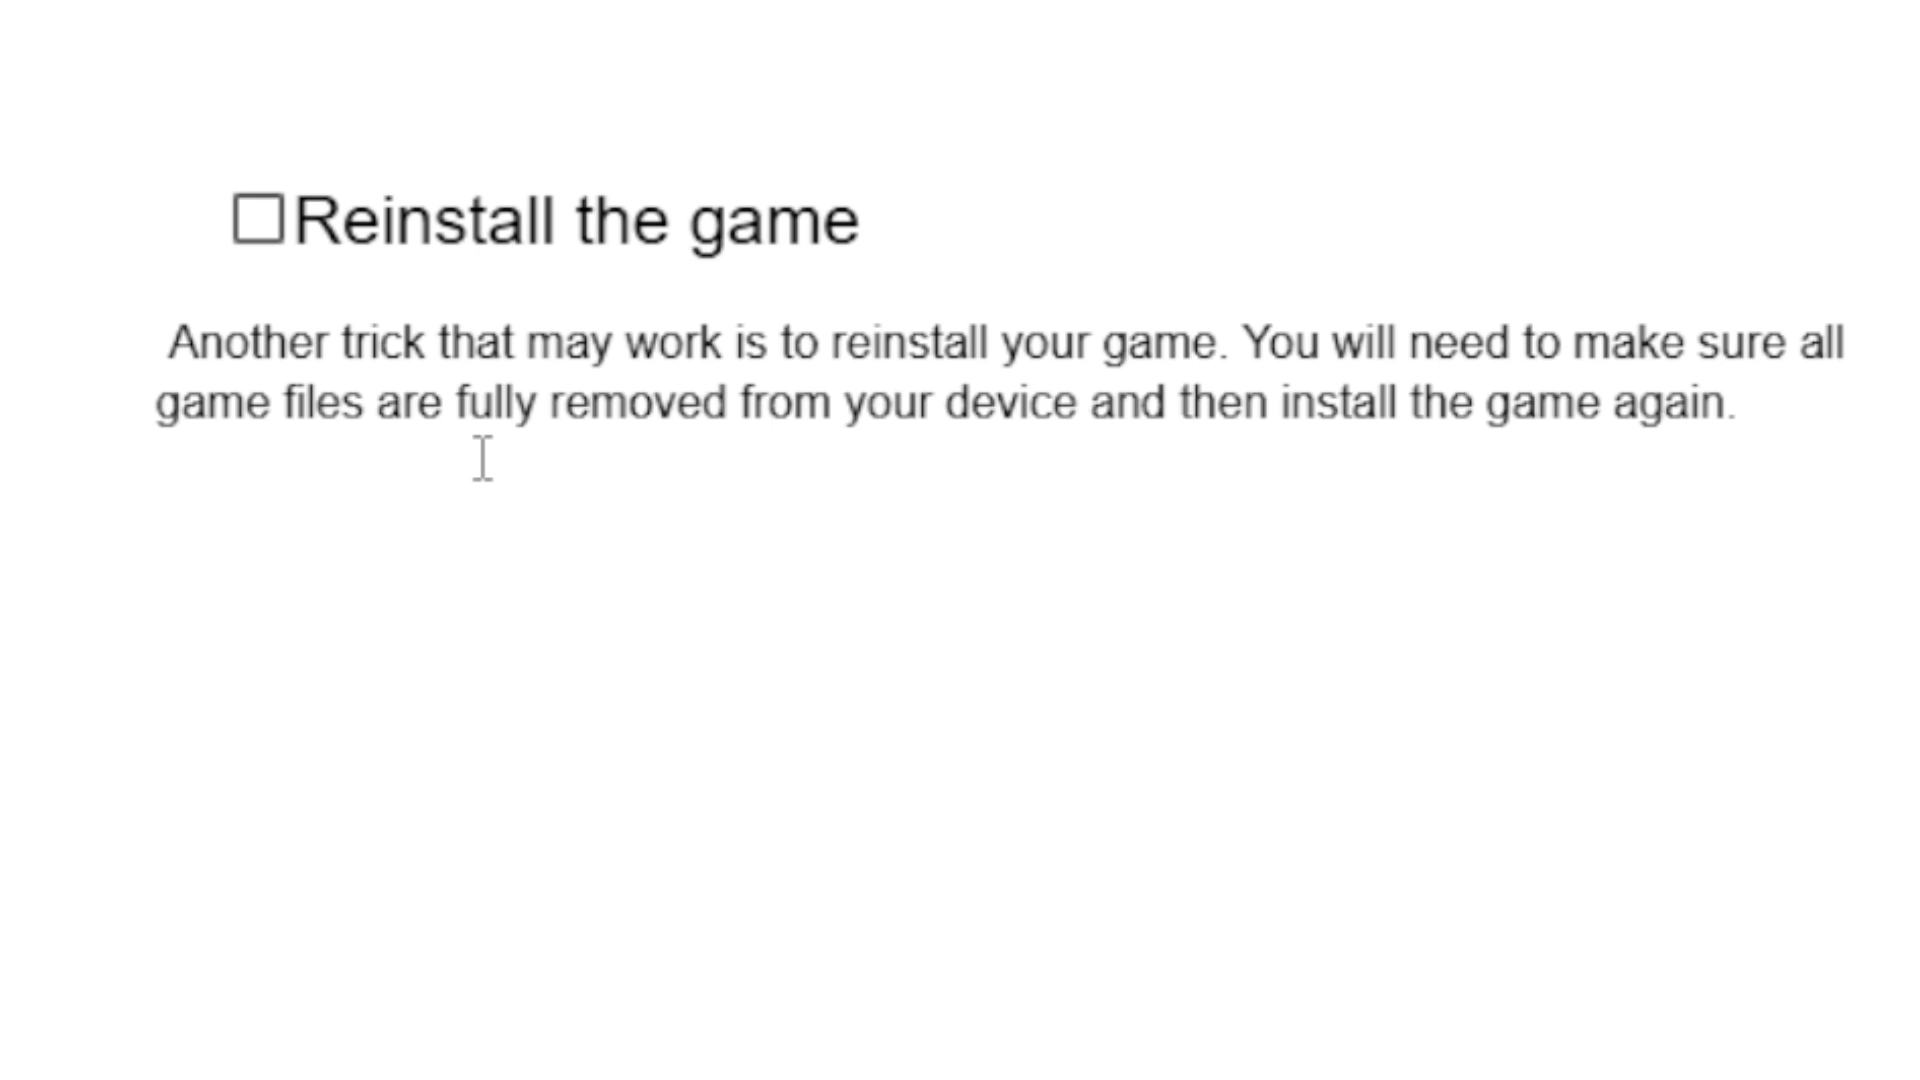 ☐Reinstall the game
Another trick that may work is to reinstall your game. You will need to make sure all
game files are fully removed from your device and then install the game again.